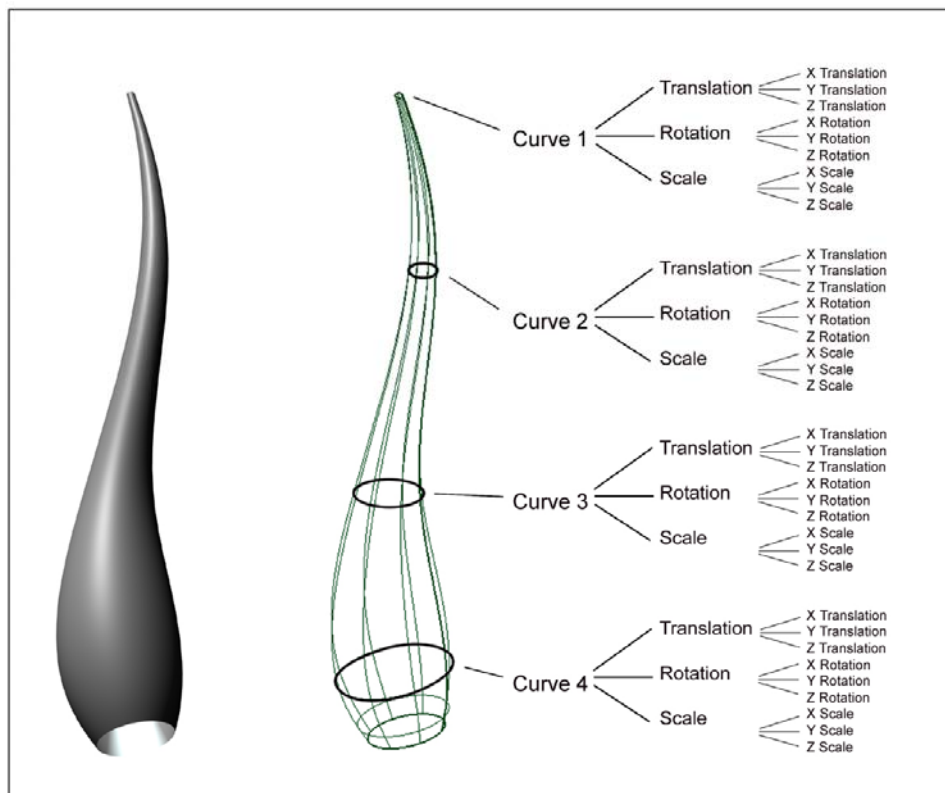 Curve 1
Translation
X Translation
Y Translation
Z Translation
Rotation
X Rotation
Y Rotation
Z Rotation
Scale
X Scale
Y Scale
Z Scale
Curve 2
Translation
X Translation
Y Translation
Z Translation
Rotation
X Rotation
Y Rotation
Z Rotation
Scale
X Scale
Y Scale
Z Scale
Curve 3
Translation
X Translation
Y Translation
Z Translation
Rotation
X Rotation
Y Rotation
Z Rotation
Scale
X Scale
Y Scale
Z Scale
Curve 4
Translation
X Translation
Y Translation
Z Translation
Rotation
X Rotation
Y Rotation
Z Rotation
Scale
X Scale
Y Scale
Z Scale